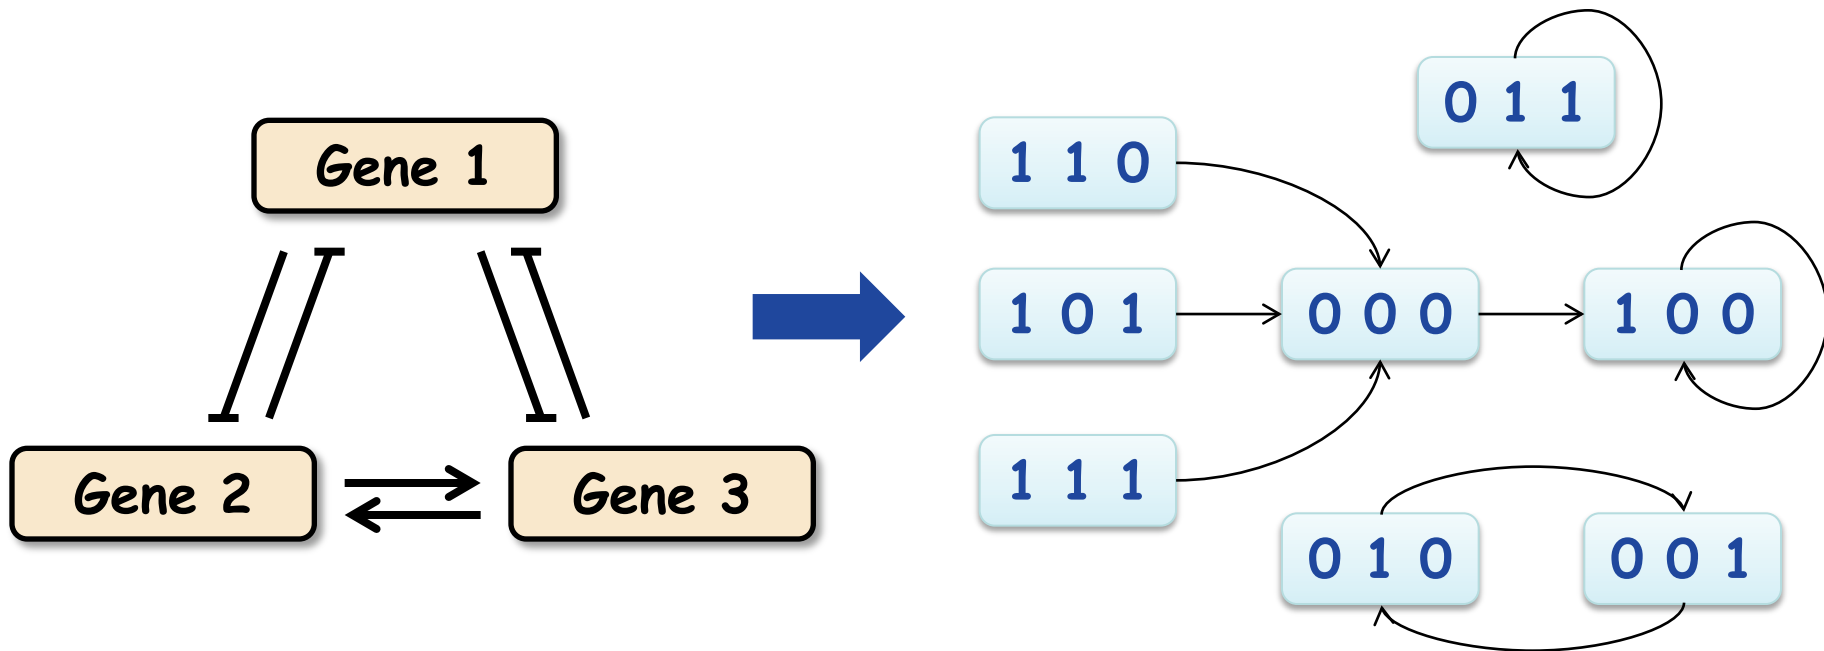 Gene 1
Gene 2
Gene 3
0 1 1
1 1 0
1 0 1
0 0 0
1 0 0
1 1 1
0 1 0
0 0 1